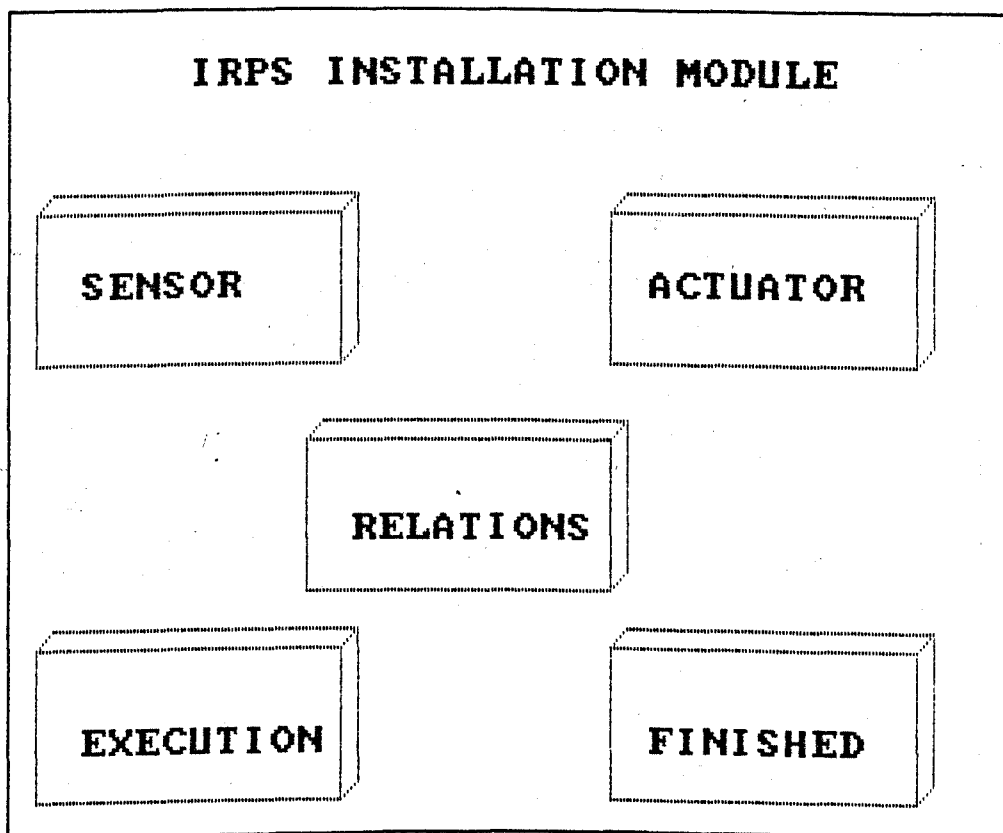 IRPS INSTALLATION MODULE
SENSOR
ACTUATOR
RELATIONS
EXECUTION
FINISHED